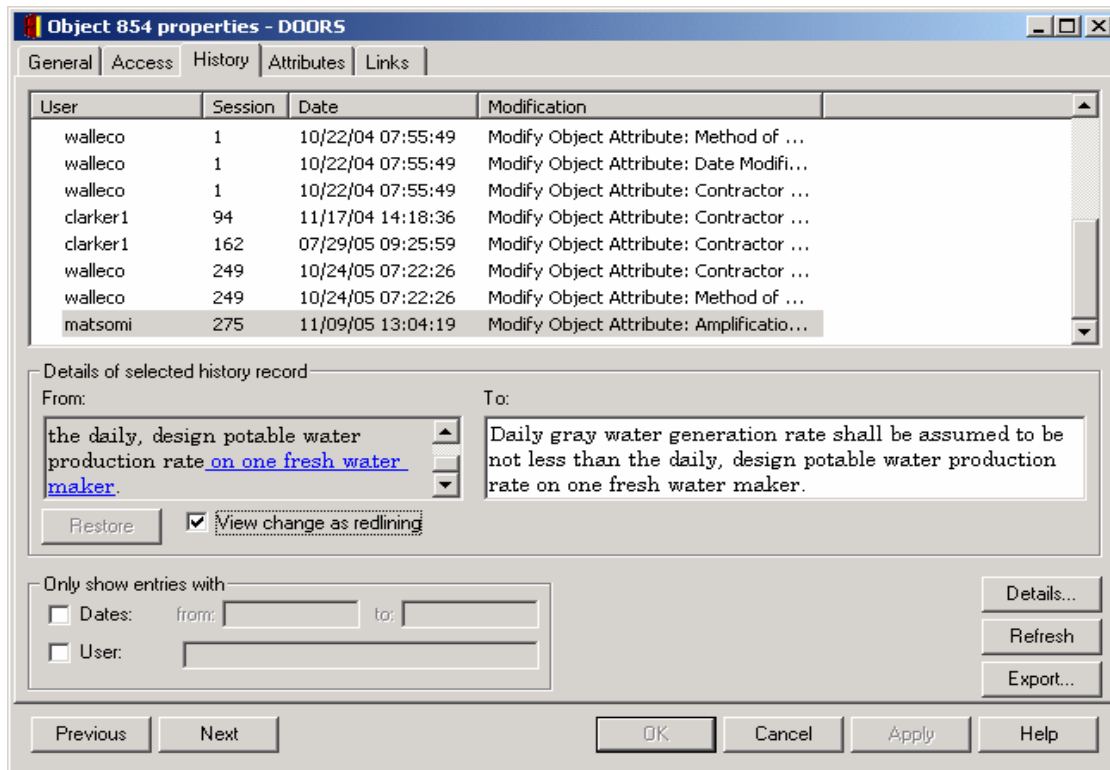 Object 854 properties - DOORS
General Access History Attributes Links
User Session Date Modification
walleco 1 10/22/04 07:55:49 Modify Object Attribute: Method of ...
walleco 1 10/22/04 07:55:49 Modify Object Attribute: Date Modifi...
walleco 1 10/22/04 07:55:49 Modify Object Attribute: Contractor ...
clarker1 94 11/17/04 14:18:36 Modify Object Attribute: Contractor ...
clarker1 162 07/29/05 09:25:59 Modify Object Attribute: Contractor ...
walleco 249 10/24/05 07:22:26 Modify Object Attribute: Contractor ...
walleco 249 10/24/05 07:22:26 Modify Object Attribute: Method of ...
matsomi 275 11/09/05 13:04:19 Modify Object Attribute: Amplificatio...
Details of selected history record
From:
the daily, design potable water
production rate on one fresh water
maker.
To:
Daily gray water generation rate shall be assumed to be
not less than the daily, design potable water production
rate on one fresh water maker.
Restore View change as redlining
Only show entries with
Dates: from: to:
User:
Details...
Refresh
Export...
Previous Next OK Cancel Apply Help